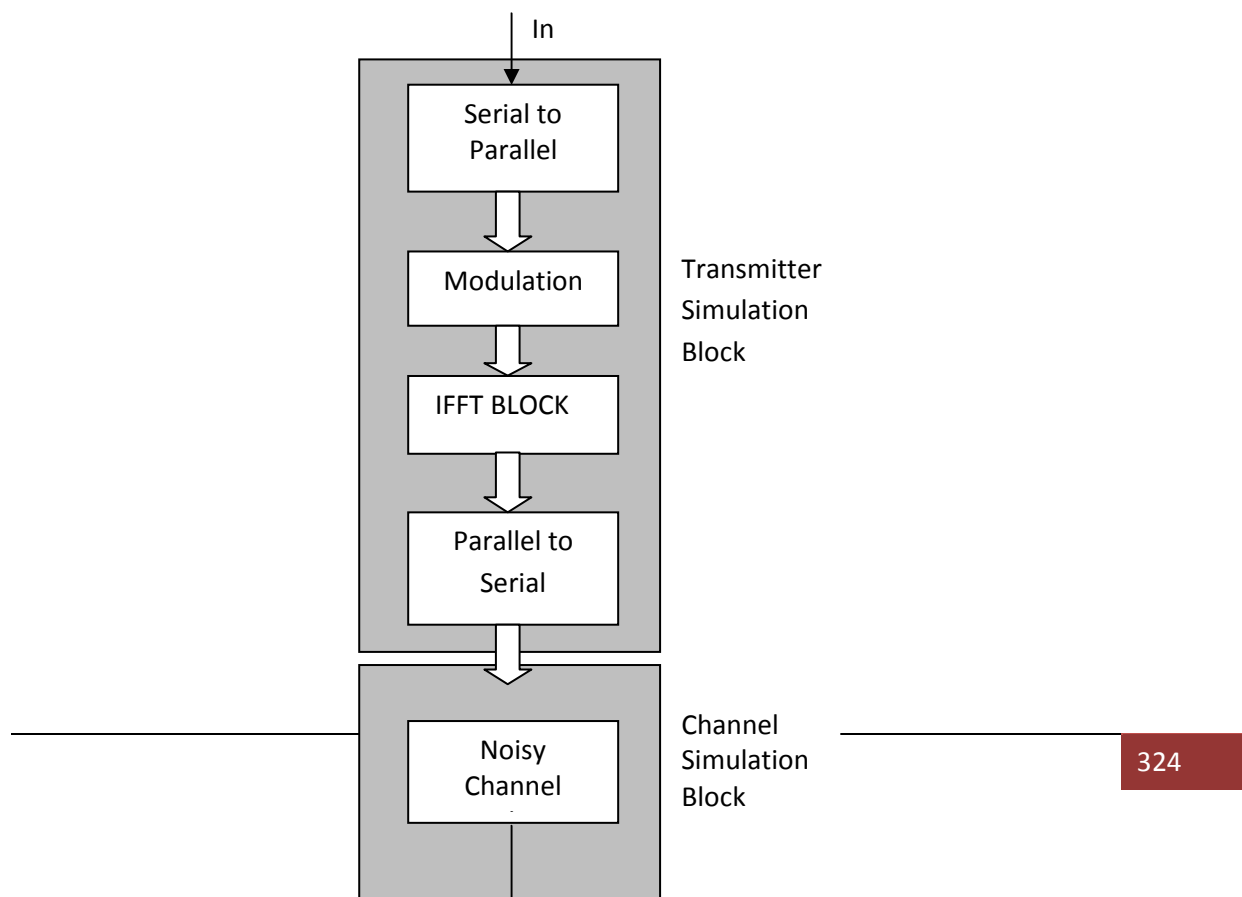 In
Serial to
Parallel
Modulation
Transmitter
Simulation
Block
IFFT BLOCK
Parallel to
Serial
Noisy
Channel
Channel
Simulation
Block
324